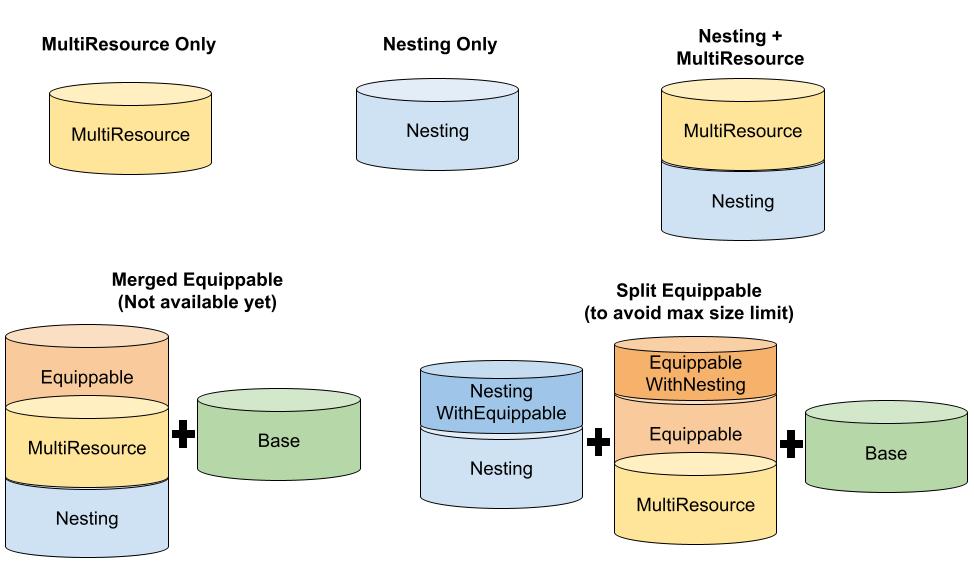 MultiResource Only
MultiResource
Nesting Only
Nesting
Nesting +
MultiResource
MultiResource
Nesting
Merged Equippable
(Not available yet)
Equippable
MultiResource
Nesting
Base
Split Equippable
(to avoid max size limit)
Nesting
WithEquippable
Nesting
Equippable
WithNesting
Equippable
MultiResource
Base